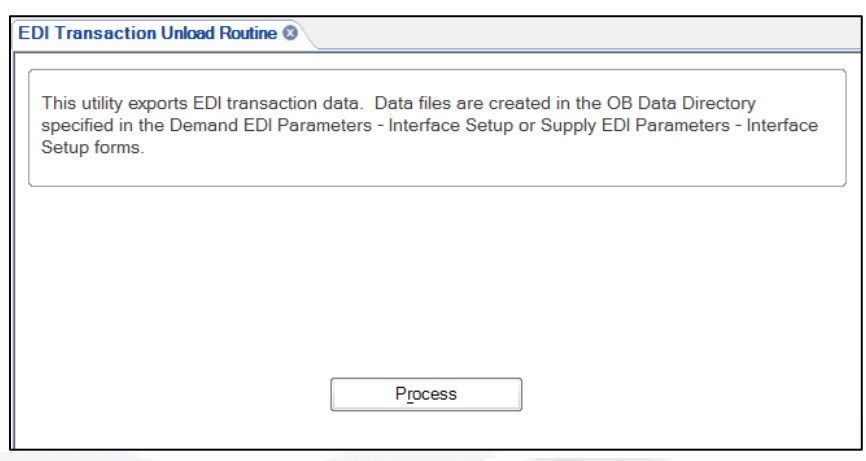 EDI Transaction Unload Routine
This utility exports EDI transaction data.  Data files are created in the OB Data Directory
specified in the Demand EDI Parameters - Interface Setup or Supply EDI Parameters - Interface
Setup forms.
Process